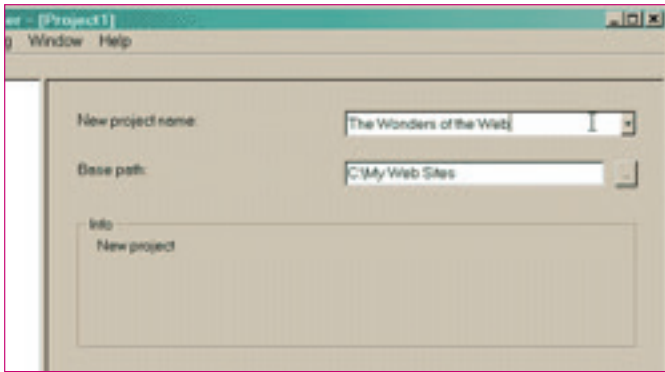 er - [Project1]
g Window Help
New project name:
The Wonders of the Web
Base path:
C:\My Web Sites
..
Info
New project